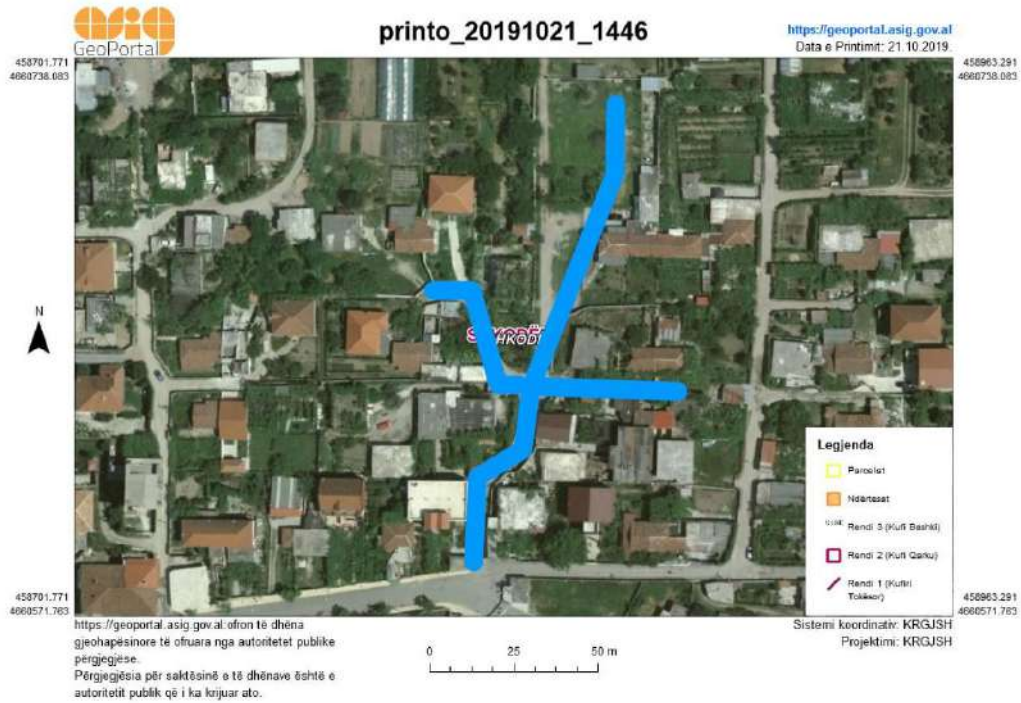 asig
GeoPortal
printo_20191021_1446
https://geoportal.asig.gov.al
Data e Printimit: 21.10.2019.
458701.771
4660738.083
458963.291
4660738.083
N
Legjenda
Parcelat
Ndërtesat
Rendi 3 (Kufi Bashki)
Rendi 2 (Kufi Qarku)
Rendi 1 (Kufiri
Tokësor)
458701.771
4660571.763
458963.291
4660571.763
https://geoportal.asig.gov.al ofron të dhëna
gjeohapësinore të ofruara nga autoritetet publike
përgjegjëse.
Përgjegjësia për saktësinë e të dhënave është e
autoritetit publik që i ka krijuar ato.
0 25 50 m
Sistemi koordinativ: KRGJSH
Projektimi: KRGJSH